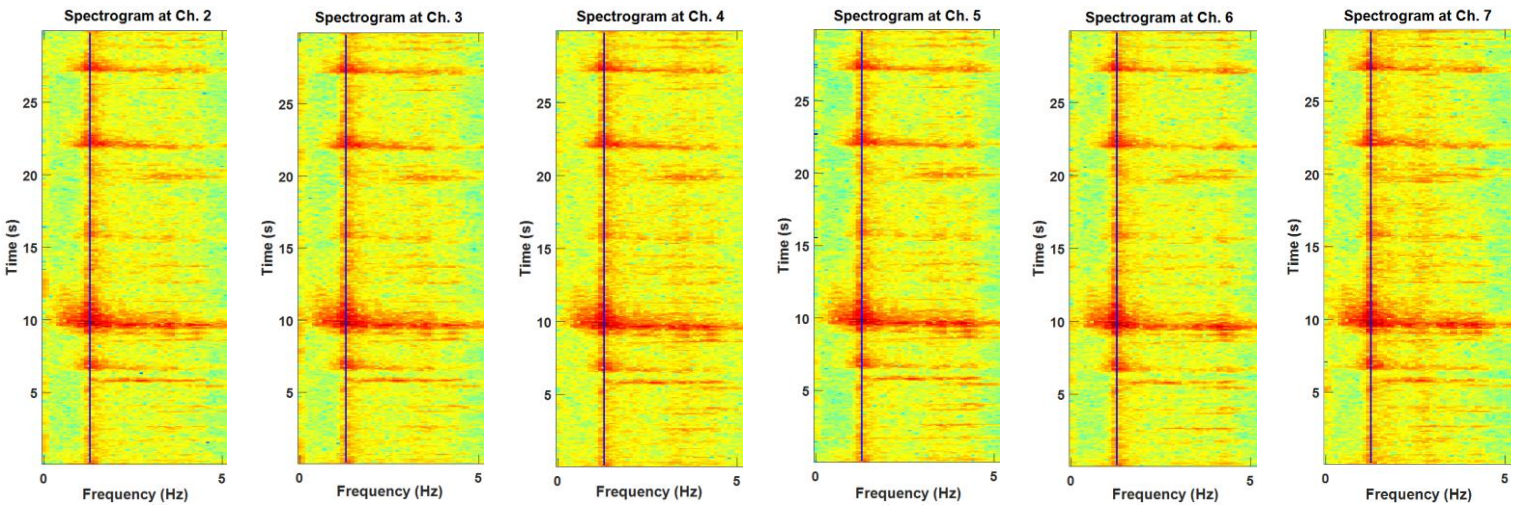 Spectrogram at Ch. 2
25
20
15
10
5
Time (s)
0 5
Frequency (Hz)
Spectrogram at Ch. 3
25
20
15
10
5
Time (s)
0 5
Frequency (Hz)
Spectrogram at Ch. 4
25
20
15
10
5
Time (s)
0 5
Frequency (Hz)
Spectrogram at Ch. 5
25
20
15
10
5
Time (s)
0 5
Frequency (Hz)
Spectrogram at Ch. 6
25
20
15
10
5
Time (s)
0 5
Frequency (Hz)
Spectrogram at Ch. 7
25
20
15
10
5
Time (s)
0 5
Frequency (Hz)